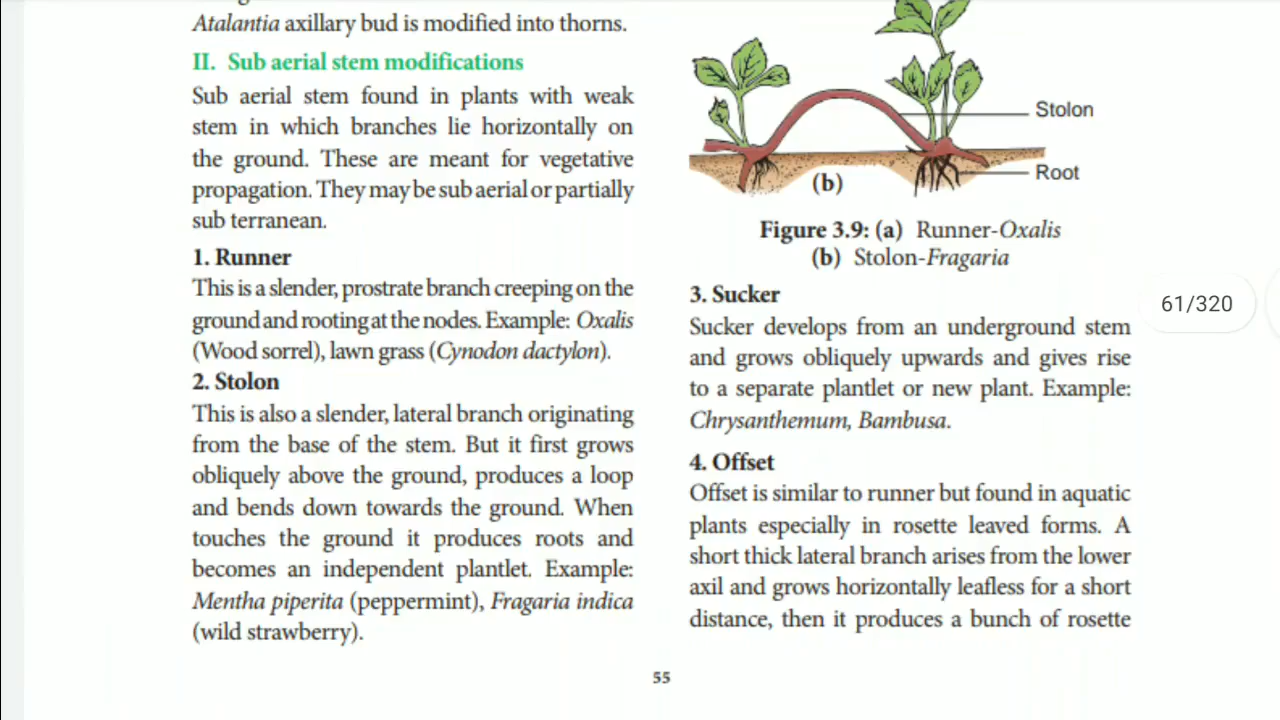 Atalantia axillary bud is modified into thorns.
II. Sub aerial stem modifications
Sub aerial stem found in plants with weak
stem in which branches lie horizontally on
the ground. These are meant for vegetative
propagation. They may be sub aerial or partially
sub terranean.
1. Runner
This is a slender, prostrate branch creeping on the
ground and rooting at the nodes. Example: Oxalis
(Wood sorrel), lawn grass (Cynodon dactylon).
2. Stolon
This is also a slender, lateral branch originating
from the base of the stem. But it first grows
obliquely above the ground, produces a loop
and bends down towards the ground. When
touches the ground it produces roots and
becomes an independent plantlet. Example:
Mentha piperita (peppermint), Fragaria indica
(wild strawberry).
Stolon
Root
(b)
Figure 3.9: (a) Runner-Oxalis
(b) Stolon-Fragaria
3. Sucker
Sucker develops from an underground stem
and grows obliquely upwards and gives rise
to a separate plantlet or new plant. Example:
Chrysanthemum, Bambusa.
4. Offset
Offset is similar to runner but found in aquatic
plants especially in rosette leaved forms. A
short thick lateral branch arises from the lower
axil and grows horizontally leafless for a short
distance, then it produces a bunch of rosette
61/320
55